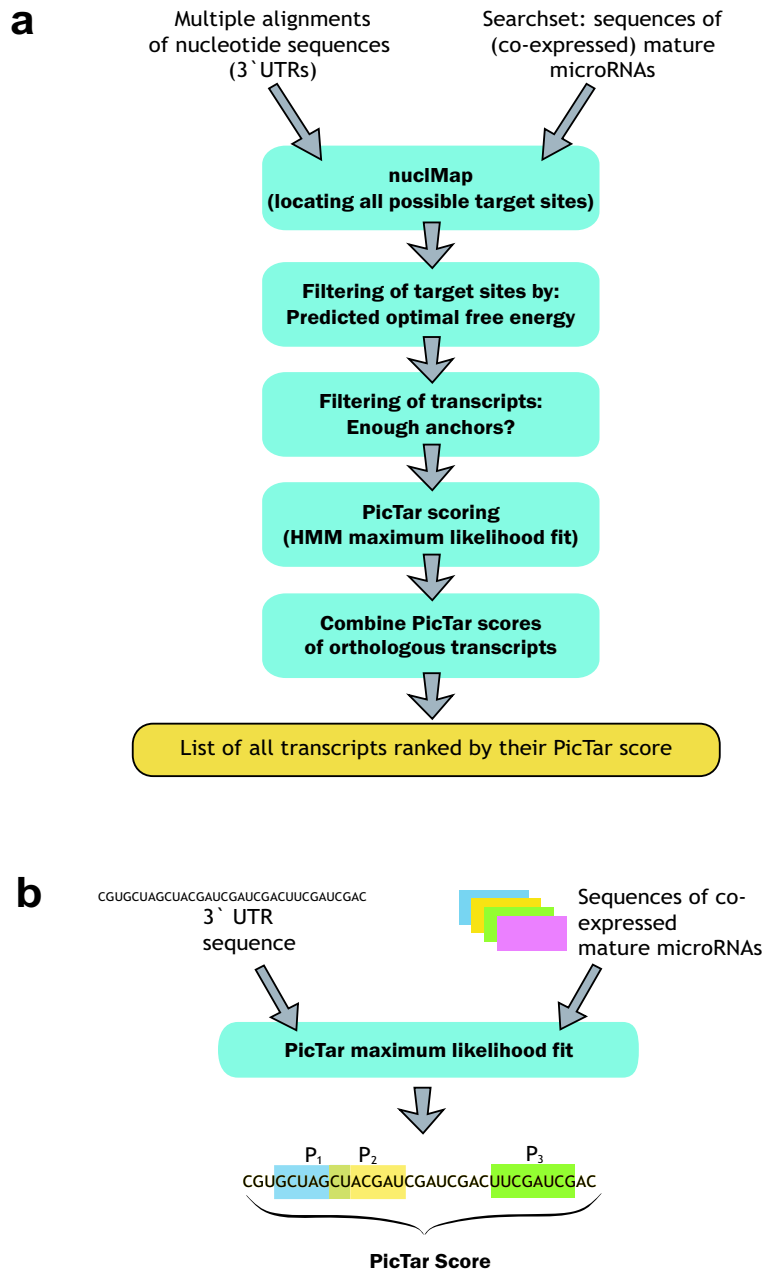 a
Multiple alignments
of nucleotide sequences
(3`UTRs)
Searchset: sequences of
(co-expressed) mature
microRNAs
nuclMap
(locating all possible target sites)
Filtering of target sites by:
Predicted optimal free energy
Filtering of transcripts:
Enough anchors?
PicTar scoring
(HMM maximum likelihood fit)
Combine PicTar scores
of orthologous transcripts
List of all transcripts ranked by their PicTar score
b
CGUGCUAGCUACGAUCGAUCGACUUCGAUCGAC
3` UTR
sequence
Sequences of co-
expressed
mature microRNAs
PicTar maximum likelihood fit
P₁ P₂ P₃
CGUGCUAGCUACGAUCGAUCGACUUCGAUCGAC
PicTar Score